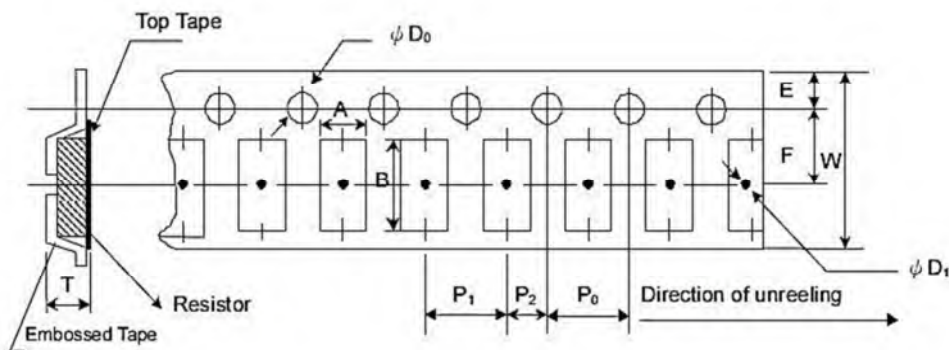 Top Tape
ψ D₀
A
E
F
W
B
ψ D₁
T
Resistor
P₁
P₂
P₀
Direction of unreeling
Embossed Tape